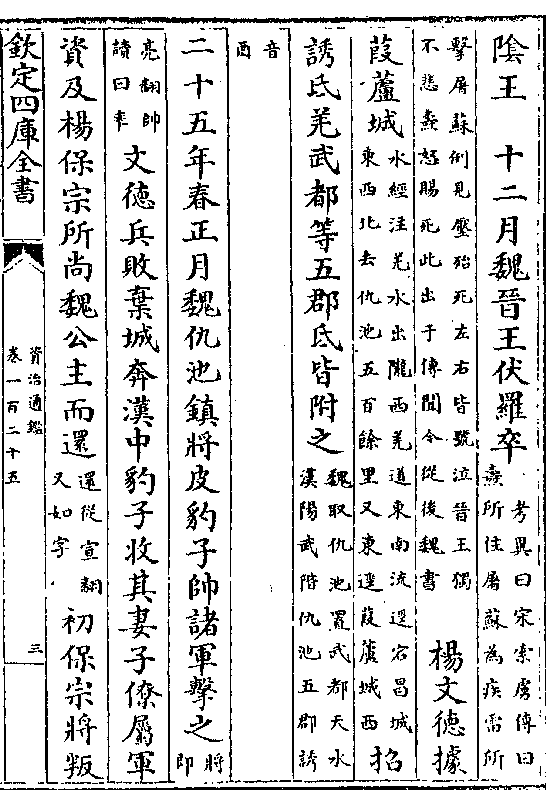 隂王　十二月魏晉王伏羅卒考異曰宋索虜傳曰燾所住屠蘇為疾雷所
擊屠蘇倒見壓殆死左右皆號泣晉王獨不悲燾怒賜死此出于傳聞今從後魏書　楊文德據
葭蘆城水經注羌水出隴西羌道東南流逕宕昌城東西北去仇池五百餘里又東逕葭蘆城西招
誘氐羌武都等五郡氐皆附之魏取仇池置武都天水漢陽武階仇池五郡誘
音酉
二十五年春正月魏仇池鎮將皮豹子帥諸軍擊之將即
亮翻帥讀曰率文德兵敗棄城奔漢中豹子收其妻子僚屬軍
資及楊保宗所尚魏公主而還還從宣翻又如字初保宗將叛
欽定四庫全書
資治通鑑
卷一百二十五
三